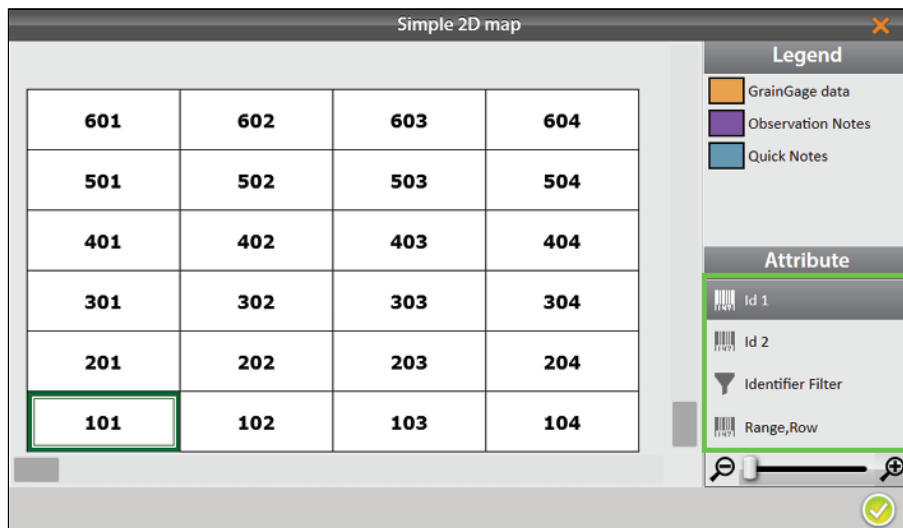 Simple 2D map
Legend
GrainGage data
Observation Notes
Quick Notes
601 602 603 604
501 502 503 504
401 402 403 404
301 302 303 304
201 202 203 204
101 102 103 104
Attribute
Id 1
Id 2
Identifier Filter
Range,Row